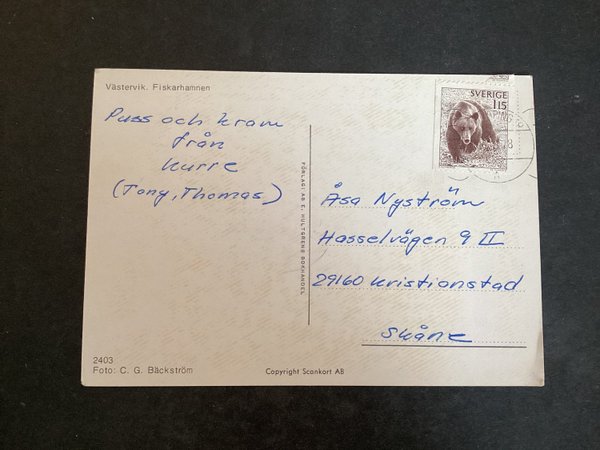 Västervik. Fiskarhamnen
Puss och kram
från
kurre
(Tony, Thomas)
FÖRLAG: AB E. HULTGRENS BOKHANDEL
SVERIGE
115
Åsa Nyström
Hasselvägen 9 II
29160 Kristianstad
Skåne
2403
Foto: C. G. Bäckström
Copyright Scankort AB